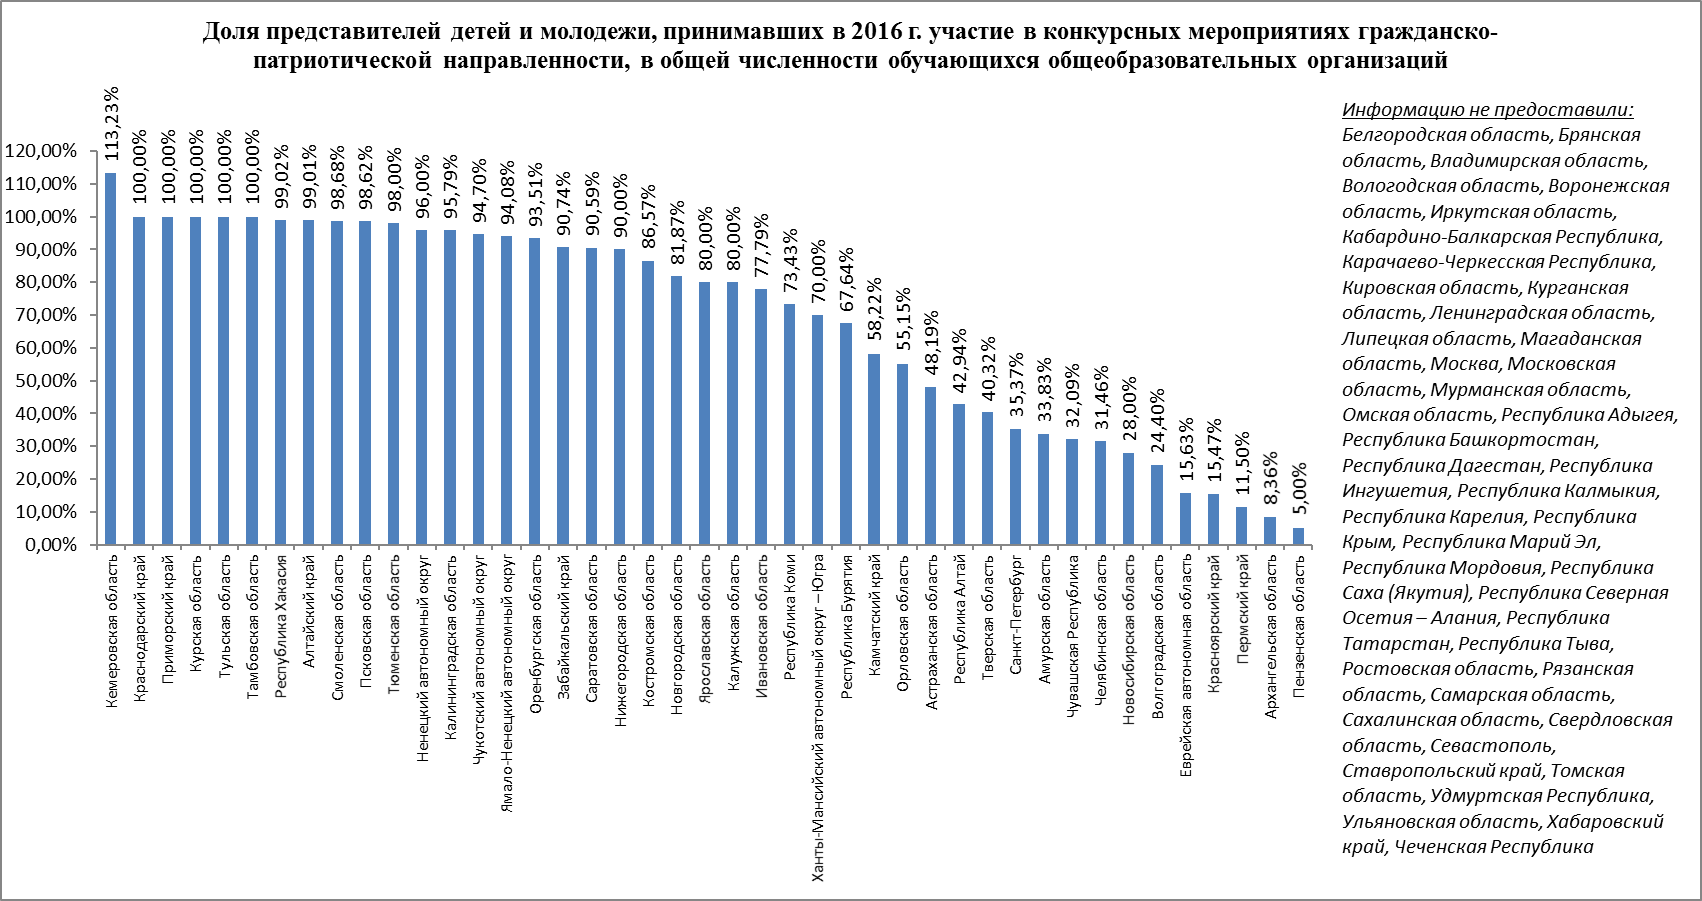 Доля представителей детей и молодежи, принимавших в 2016 г. участие в конкурсных мероприятиях гражданско-
патриотической направленности, в общей численности обучающихся общеобразовательных организаций
120,00%
110,00%
100,00%
90,00%
80,00%
70,00%
60,00%
50,00%
40,00%
30,00%
20,00%
10,00%
0,00%
113,23%
100,00%
100,00%
100,00%
100,00%
100,00%
99,02%
99,01%
98,68%
98,62%
98,00%
96,00%
95,79%
94,70%
94,08%
93,51%
90,74%
90,59%
90,00%
86,57%
81,87%
80,00%
80,00%
77,79%
73,43%
70,00%
67,64%
58,22%
55,15%
48,19%
42,94%
40,32%
35,37%
33,83%
32,09%
31,46%
28,00%
24,40%
15,63%
15,47%
11,50%
8,36%
5,00%
Кемеровская область
Краснодарский край
Приморский край
Курская область
Тульская область
Тамбовская область
Республика Хакасия
Алтайский край
Смоленская область
Псковская область
Тюменская область
Ненецкий автономный округ
Калининградская область
Чукотский автономный округ
Ямало-Ненецкий автономный округ
Оренбургская область
Забайкальский край
Саратовская область
Нижегородская область
Костромская область
Новгородская область
Ярославская область
Калужская область
Ивановская область
Республика Коми
Ханты-Мансийский автономный округ – Югра
Республика Бурятия
Камчатский край
Орловская область
Астраханская область
Республика Алтай
Тверская область
Санкт-Петербург
Амурская область
Чувашская Республика
Челябинская область
Новосибирская область
Волгоградская область
Еврейская автономная область
Красноярский край
Пермский край
Архангельская область
Пензенская область
Информацию не предоставили:
Белгородская область, Брянская
область, Владимирская область,
Вологодская область, Воронежская
область, Иркутская область,
Кабардино-Балкарская Республика,
Карачаево-Черкесская Республика,
Кировская область, Курганская
область, Ленинградская область,
Липецкая область, Магаданская
область, Москва, Московская
область, Мурманская область,
Омская область, Республика Адыгея,
Республика Башкортостан,
Республика Дагестан, Республика
Ингушетия, Республика Калмыкия,
Республика Карелия, Республика
Крым, Республика Марий Эл,
Республика Мордовия, Республика
Саха (Якутия), Республика Северная
Осетия – Алания, Республика
Татарстан, Республика Тыва,
Ростовская область, Рязанская
область, Самарская область,
Сахалинская область, Свердловская
область, Севастополь,
Ставропольский край, Томская
область, Удмуртская Республика,
Ульяновская область, Хабаровский
край, Чеченская Республика